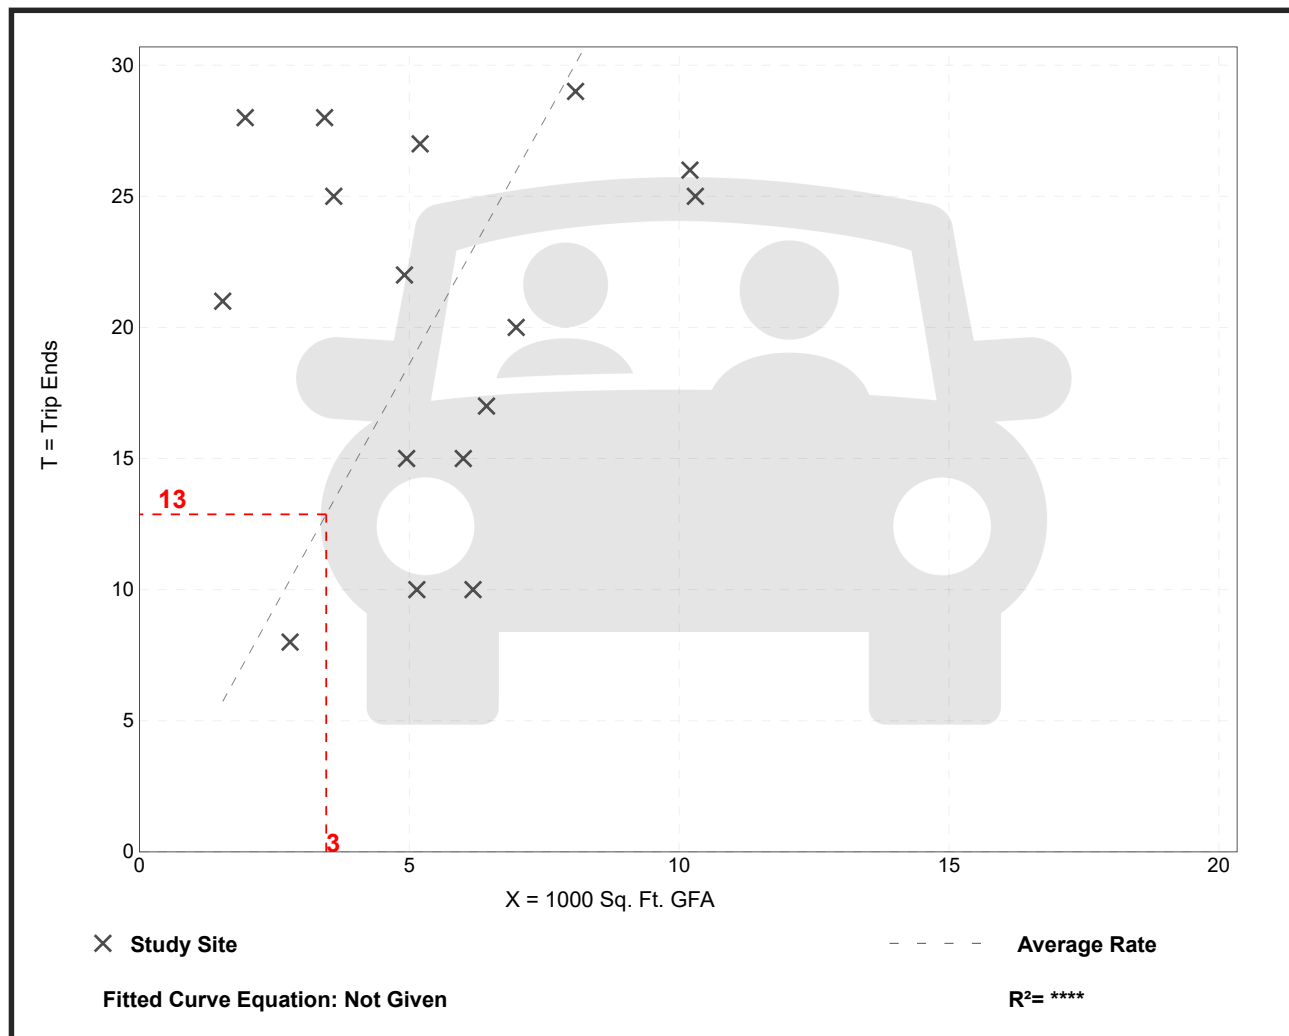 30
25
20
15
10
5
0
T = Trip Ends
13
3
0
5
10
15
20
X = 1000 Sq. Ft. GFA
Study Site
Average Rate
Fitted Curve Equation: Not Given
R²= ****